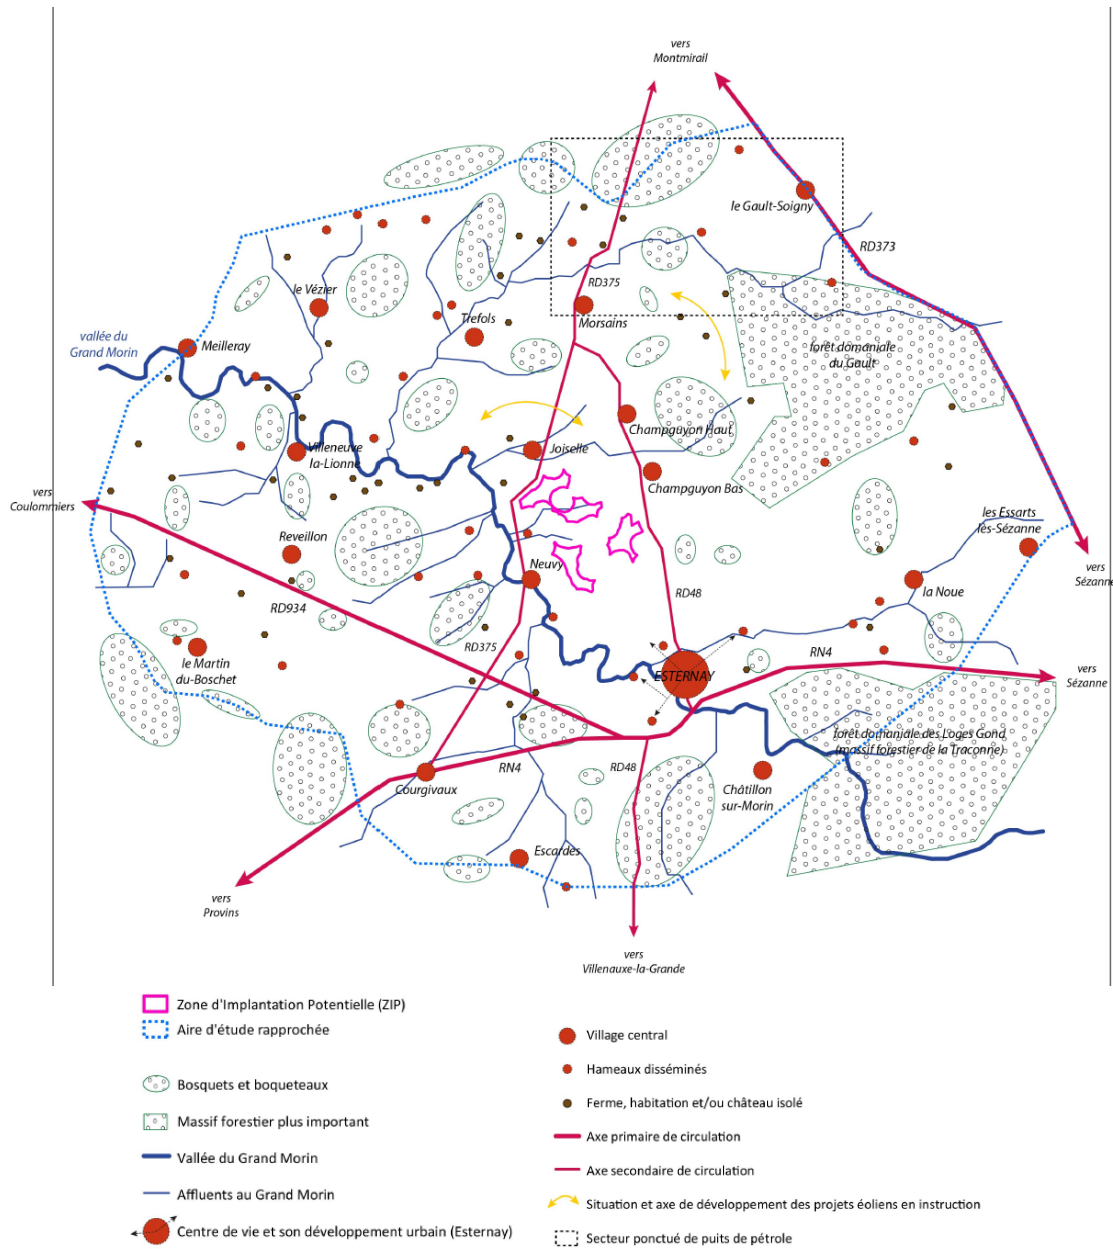 vers
Montmirail
le Gault-Soigny
RD373
RD375
le Vézier
Morsains
Trefols
vallée du
Grand Morin
Meilleray
forêt domaniale
du Gault
Champguyon Haut
Villeneuve
la-Lionne
Joiselle
Champguyon Bas
vers
Coulommiers
les Essarts
lès-Sézanne
Reveillon
Neuvy
vers
Sézanne
la Noue
RD934
RD48
RD375
RN4
le Martin
du-Boschet
ESTERNAY
vers
Sézanne
forêt domaniale des Loges Gond
(massif forestier de la Traconne)
RN4
RD48
Courgivaux
Châtillon
sur-Morin
Escardes
vers
Provins
vers
Villenauxe-la-Grande
Zone d'Implantation Potentielle (ZIP)
Aire d'étude rapprochée
Bosquets et boqueteaux
Massif forestier plus important
Vallée du Grand Morin
Affluents au Grand Morin
Centre de vie et son développement urbain (Esternay)
Village central
Hameaux disséminés
Ferme, habitation et/ou château isolé
Axe primaire de circulation
Axe secondaire de circulation
Situation et axe de développement des projets éoliens en instruction
Secteur ponctué de puits de pétrole